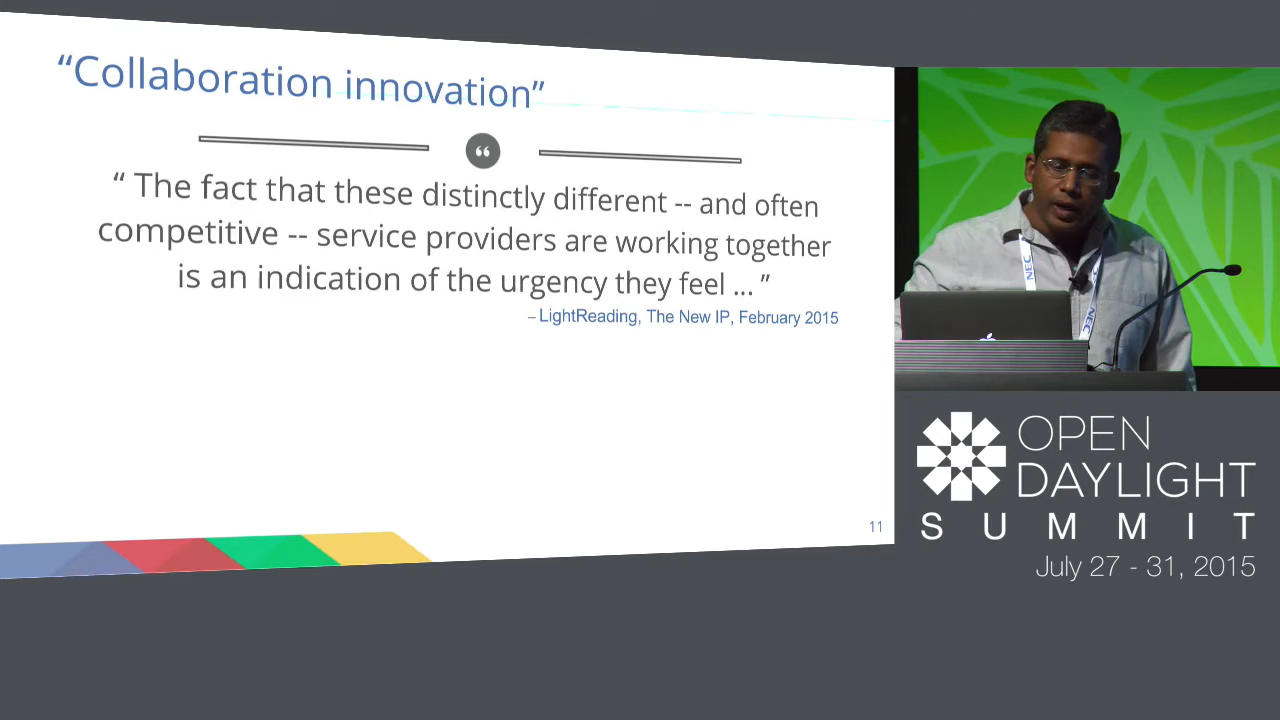 “Collaboration innovation”
“
“ The fact that these distinctly different -- and often
competitive -- service providers are working together
is an indication of the urgency they feel ... ”
– LightReading, The New IP, February 2015
11
NEC
NEC
OPEN
DAYLIGHT
SUMMIT
July 27 - 31, 2015